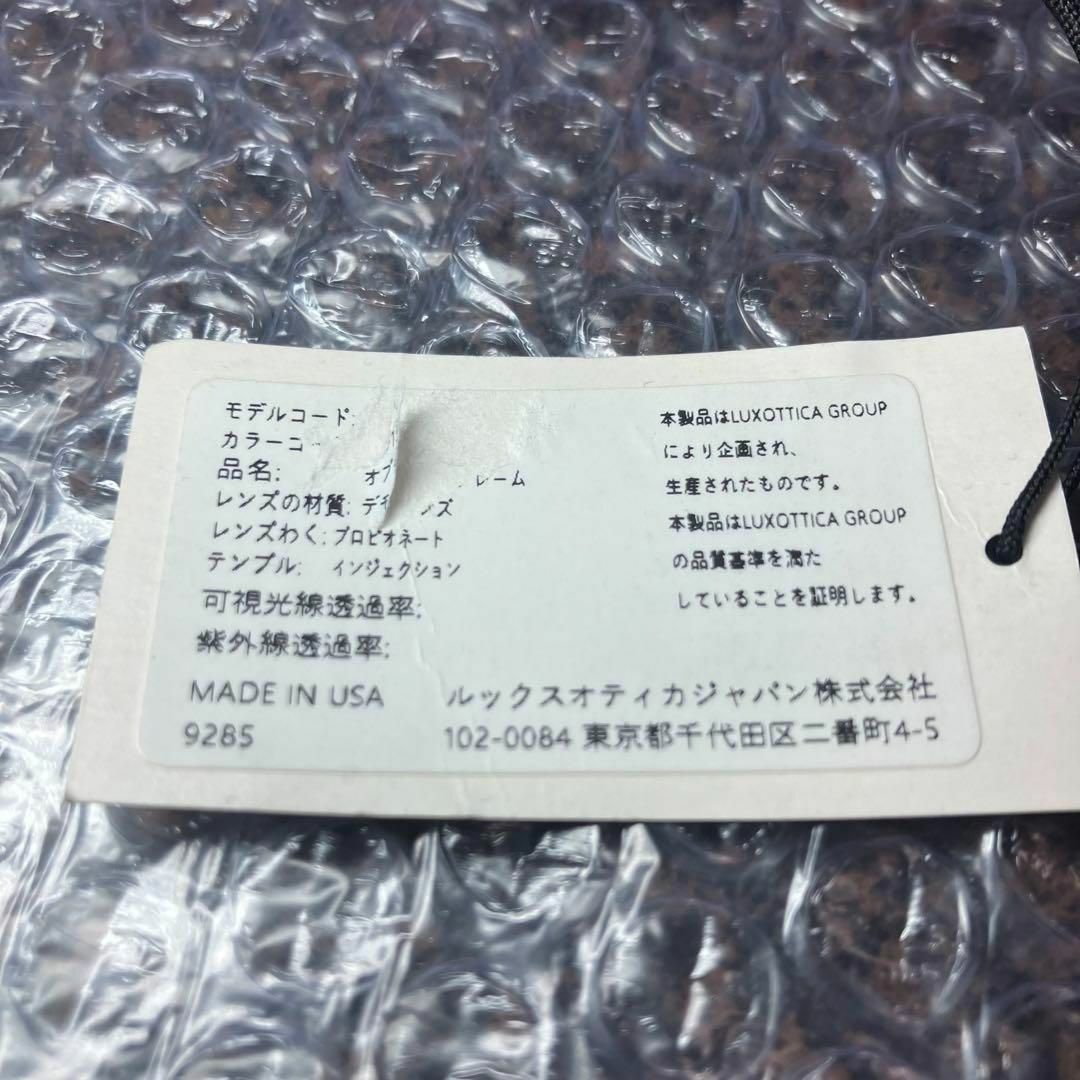 モデルコード:
カラーコ
品名: オプ レーム
レンズの材質: デモ ンズ
レンズわく: プロピオネート
テンプル: インジェクション
可視光線透過率:
紫外線透過率:
MADE IN USA
9285
本製品はLUXOTTICA GROUP
により企画され、
生産されたものです。
本製品はLUXOTTICA GROUP
の品質基準を満た
していることを証明します。
ルックスオティカジャパン株式会社
102-0084 東京都千代田区二番町4-5